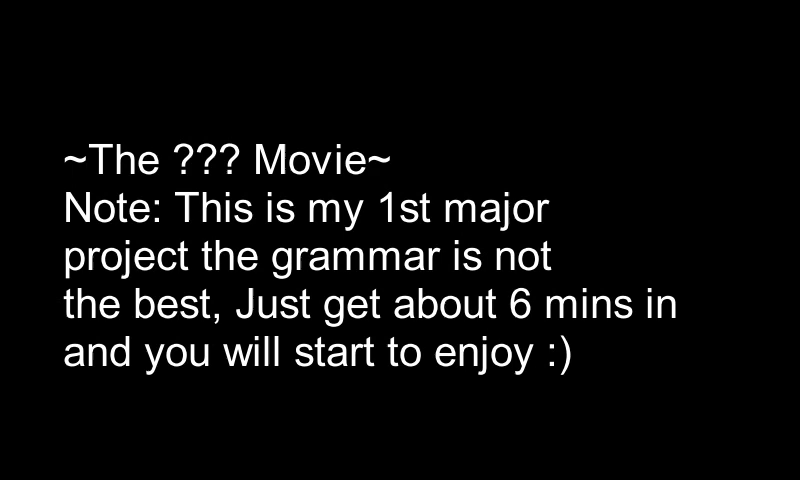 ~The ??? Movie~
Note: This is my 1st major
project the grammar is not
the best, Just get about 6 mins in
and you will start to enjoy :)